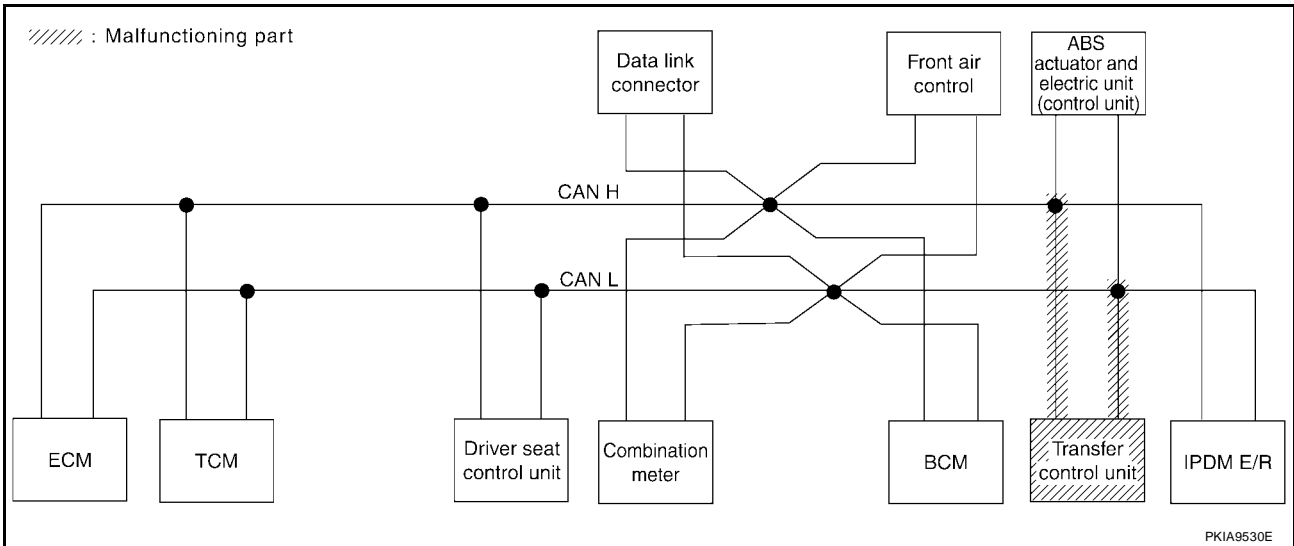 : Malfunctioning part
Data link
connector
Front air
control
ABS
actuator and
electric unit
(control unit)
CAN H
CAN L
ECM
TCM
Driver seat
control unit
Combination
meter
BCM
Transfer
control unit
IPDM E/R
PKIA9530E